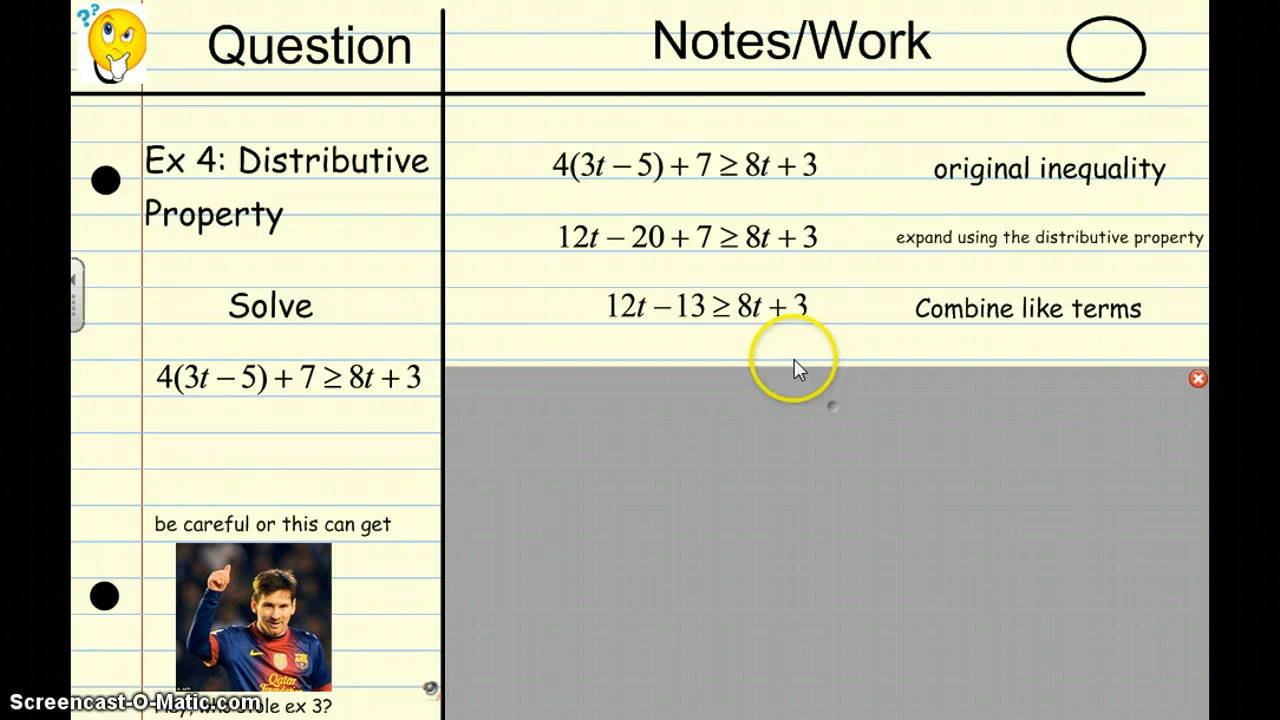 ??
Question
Notes/Work
Ex 4: Distributive
Property
Solve
4(3t − 5) + 7 ≥ 8t + 3
be careful or this can get
Qatar
stole ex 3?
4(3t − 5) + 7 ≥ 8t + 3 original inequality
12t − 20 + 7 ≥ 8t + 3 expand using the distributive property
12t − 13 ≥ 8t + 3 Combine like terms
Screencast-O-Matic.com